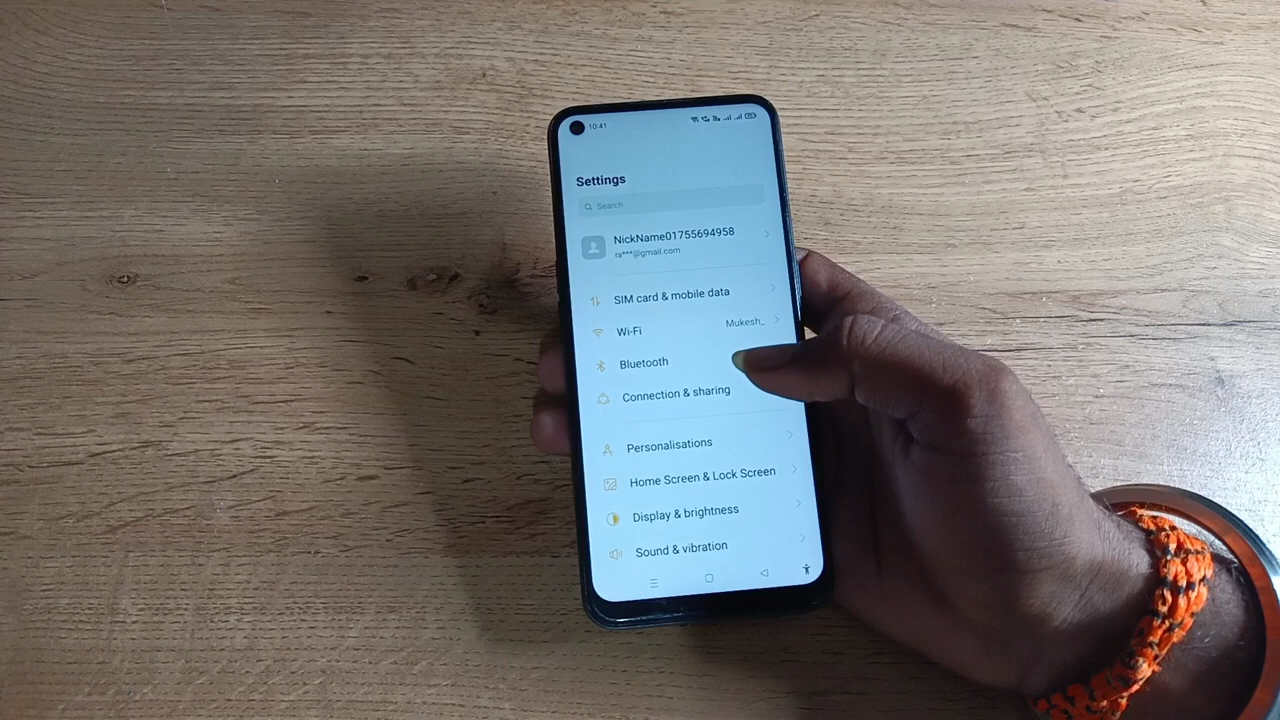 10:41
Settings
Search
NickName01755694958
ra***@gmail.com
SIM card & mobile data
Wi-Fi
Mukesh_
Bluetooth
Connection & sharing
Personalisations
Home Screen & Lock Screen
Display & brightness
Sound & vibration